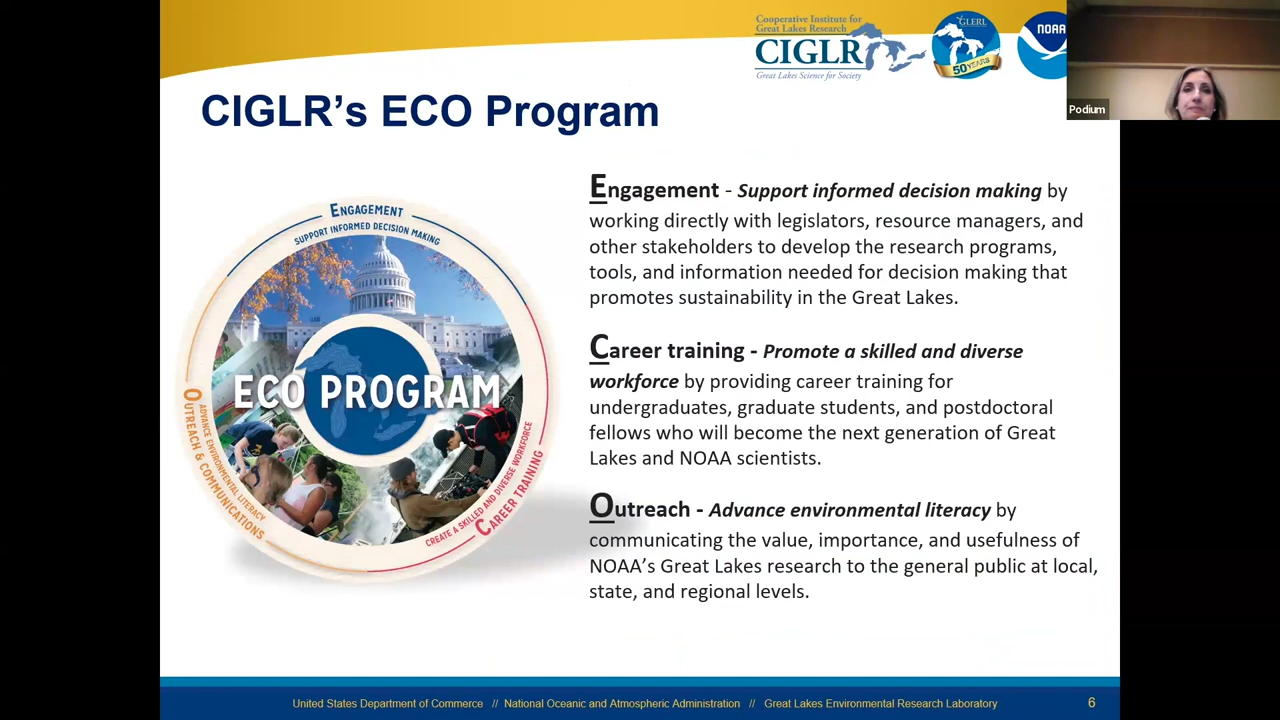 Cooperative Institute for
Great Lakes Research
CIGLR
Great Lakes Science for Society
GLERL
50 YEARS
NOAA
Podium
CIGLR's ECO Program
ENGAGEMENT
SUPPORT INFORMED DECISION MAKING
ECO PROGRAM
OUTREACH & COMMUNICATIONS
ADVANCE ENVIRONMENTAL LITERACY
CREATE A SKILLED AND DIVERSE WORKFORCE
CAREER TRAINING
Engagement - Support informed decision making by
working directly with legislators, resource managers, and
other stakeholders to develop the research programs,
tools, and information needed for decision making that
promotes sustainability in the Great Lakes.
Career training - Promote a skilled and diverse
workforce by providing career training for
undergraduates, graduate students, and postdoctoral
fellows who will become the next generation of Great
Lakes and NOAA scientists.
Outreach - Advance environmental literacy by
communicating the value, importance, and usefulness of
NOAA's Great Lakes research to the general public at local,
state, and regional levels.
United States Department of Commerce // National Oceanic and Atmospheric Administration // Great Lakes Environmental Research Laboratory
6